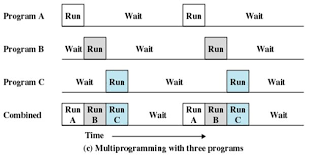 Program A Run Wait Run Wait
Program B Wait Run Wait Run Wait
Program C Wait Run Wait Run Wait
Combined Run A Run B Run C Wait Run A Run B Run C Wait
Time
(c) Multiprogramming with three programs